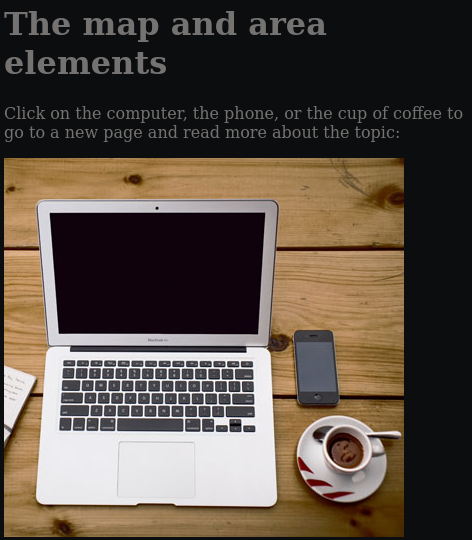 The map and area
elements
Click on the computer, the phone, or the cup of coffee to
go to a new page and read more about the topic:
MacBook Air